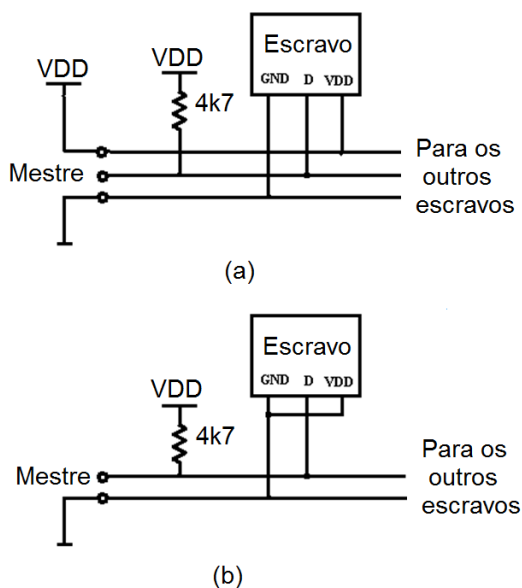 Escravo
GND D VDD
VDD
VDD
4k7
Mestre
Para os
outros
escravos
(a)
Escravo
GND D VDD
VDD
4k7
Mestre
Para os
outros
escravos
(b)